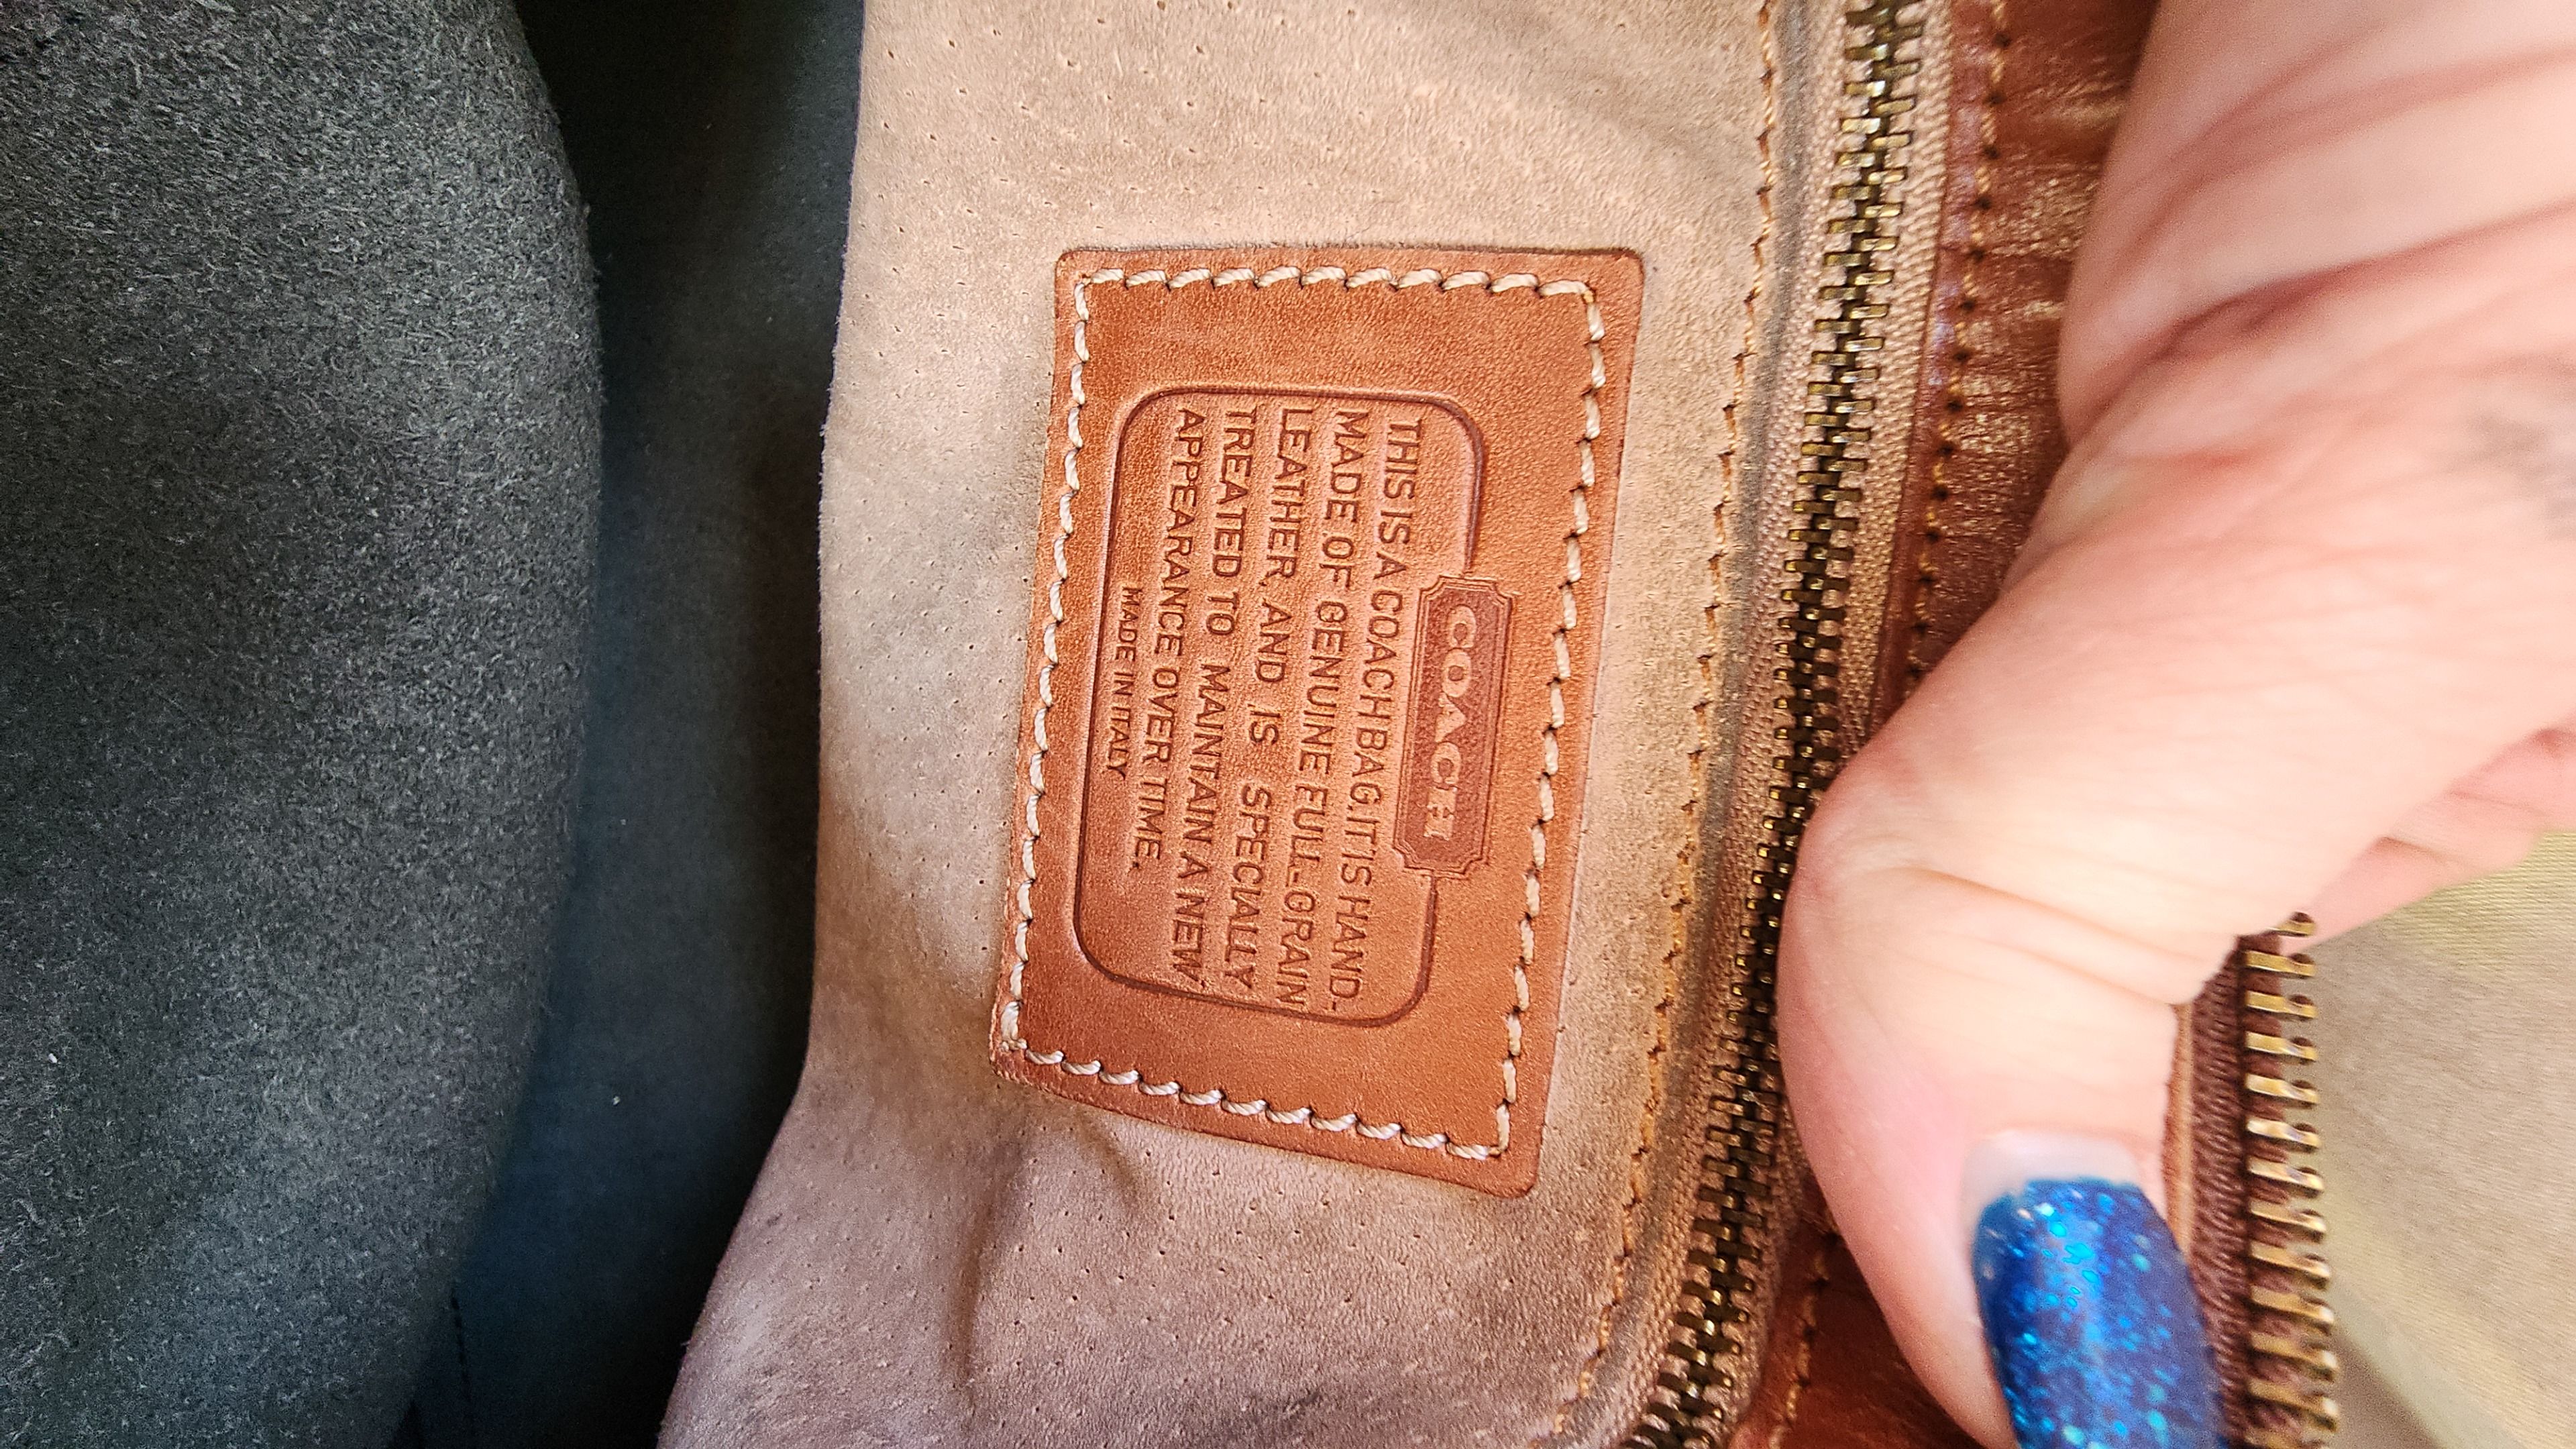 COACH
THIS IS A COACH BAG. IT IS HAND-
MADE OF GENUINE FULL-GRAIN
LEATHER, AND IS SPECIALLY
TREATED TO MAINTAIN A NEW
APPEARANCE OVER TIME.
MADE IN ITALY